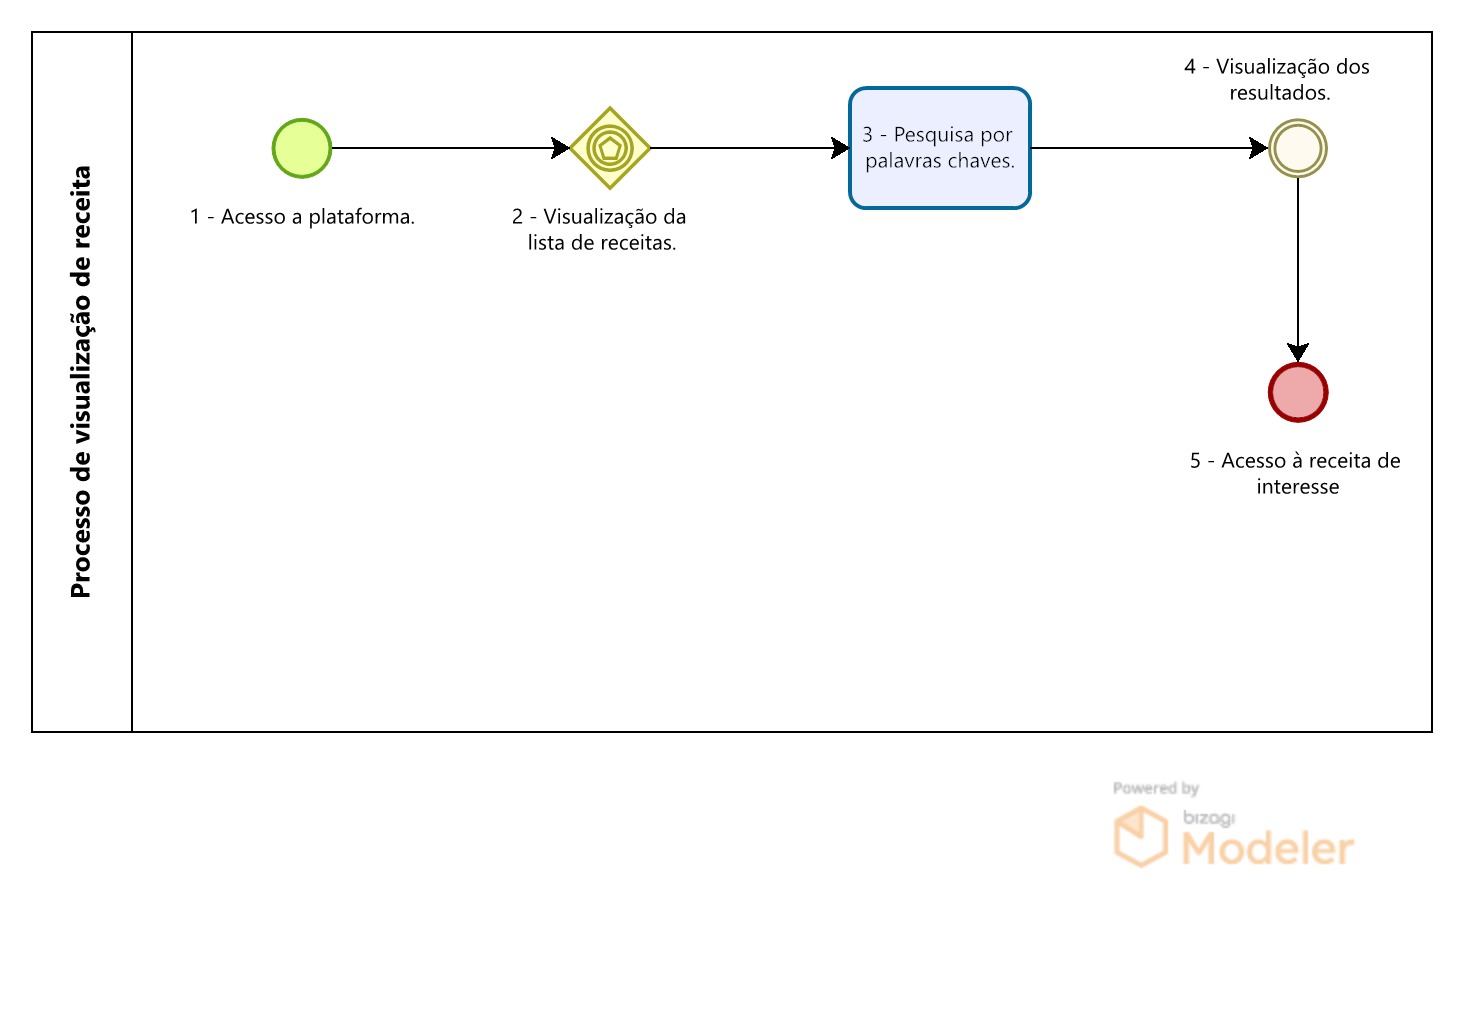 Processo de visualização de receita
1 - Acesso a plataforma.
2 - Visualização da
lista de receitas.
3 - Pesquisa por
palavras chaves.
4 - Visualização dos
resultados.
5 - Acesso à receita de
interesse
Powered by
bizagi
Modeler